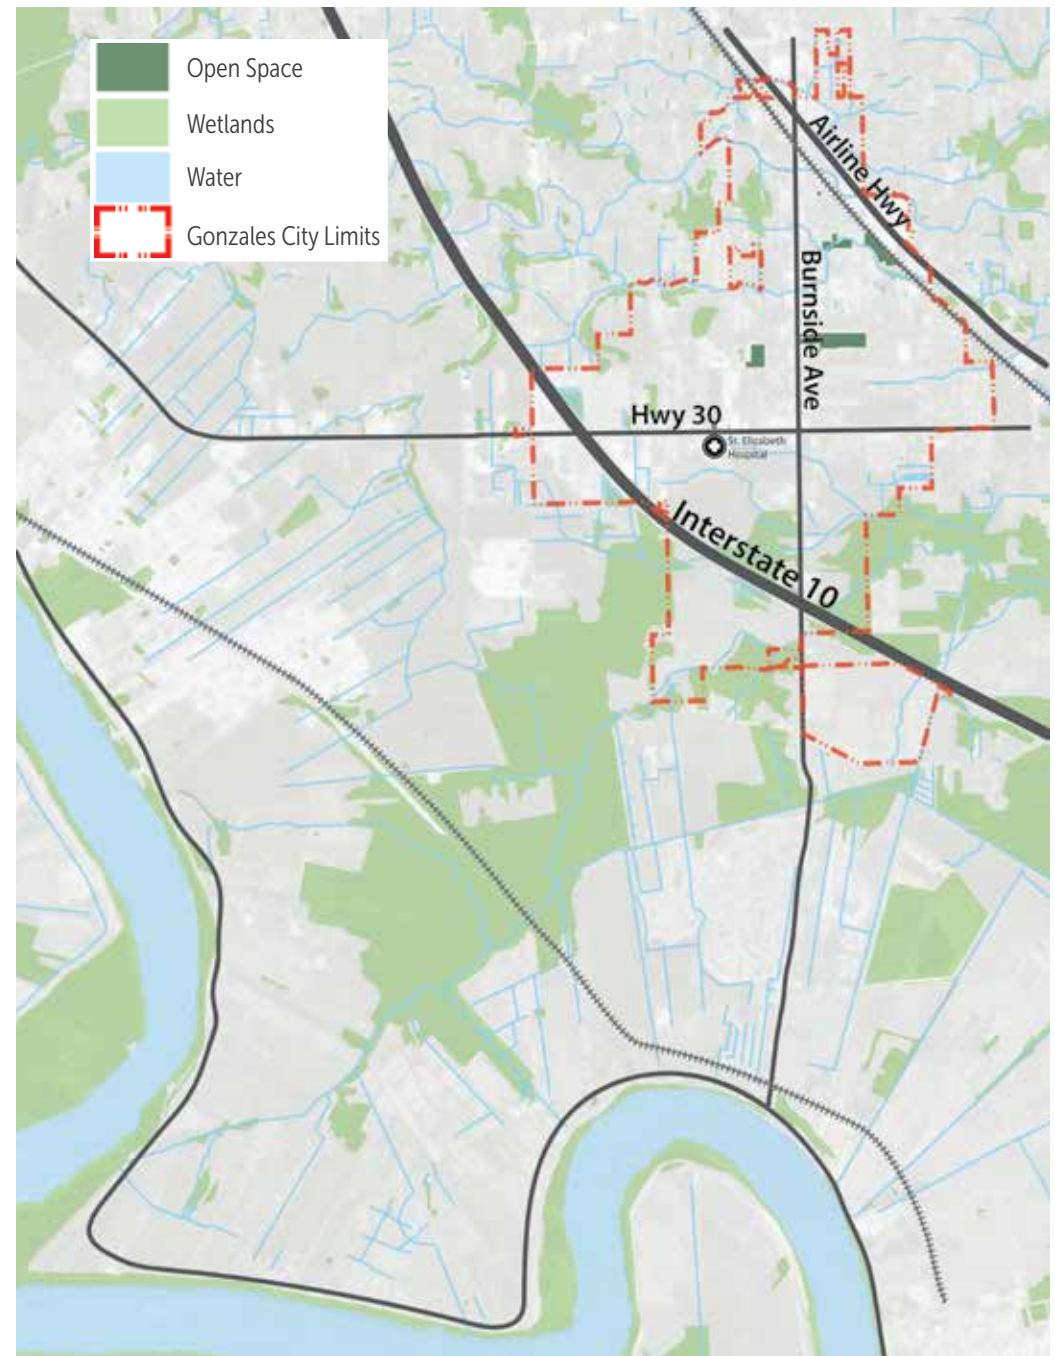 Open Space
Wetlands
Water
Gonzales City Limits
Airline Hwy
Burnside Ave
Hwy 30
St. Elizabeth
Hospital
Interstate 10